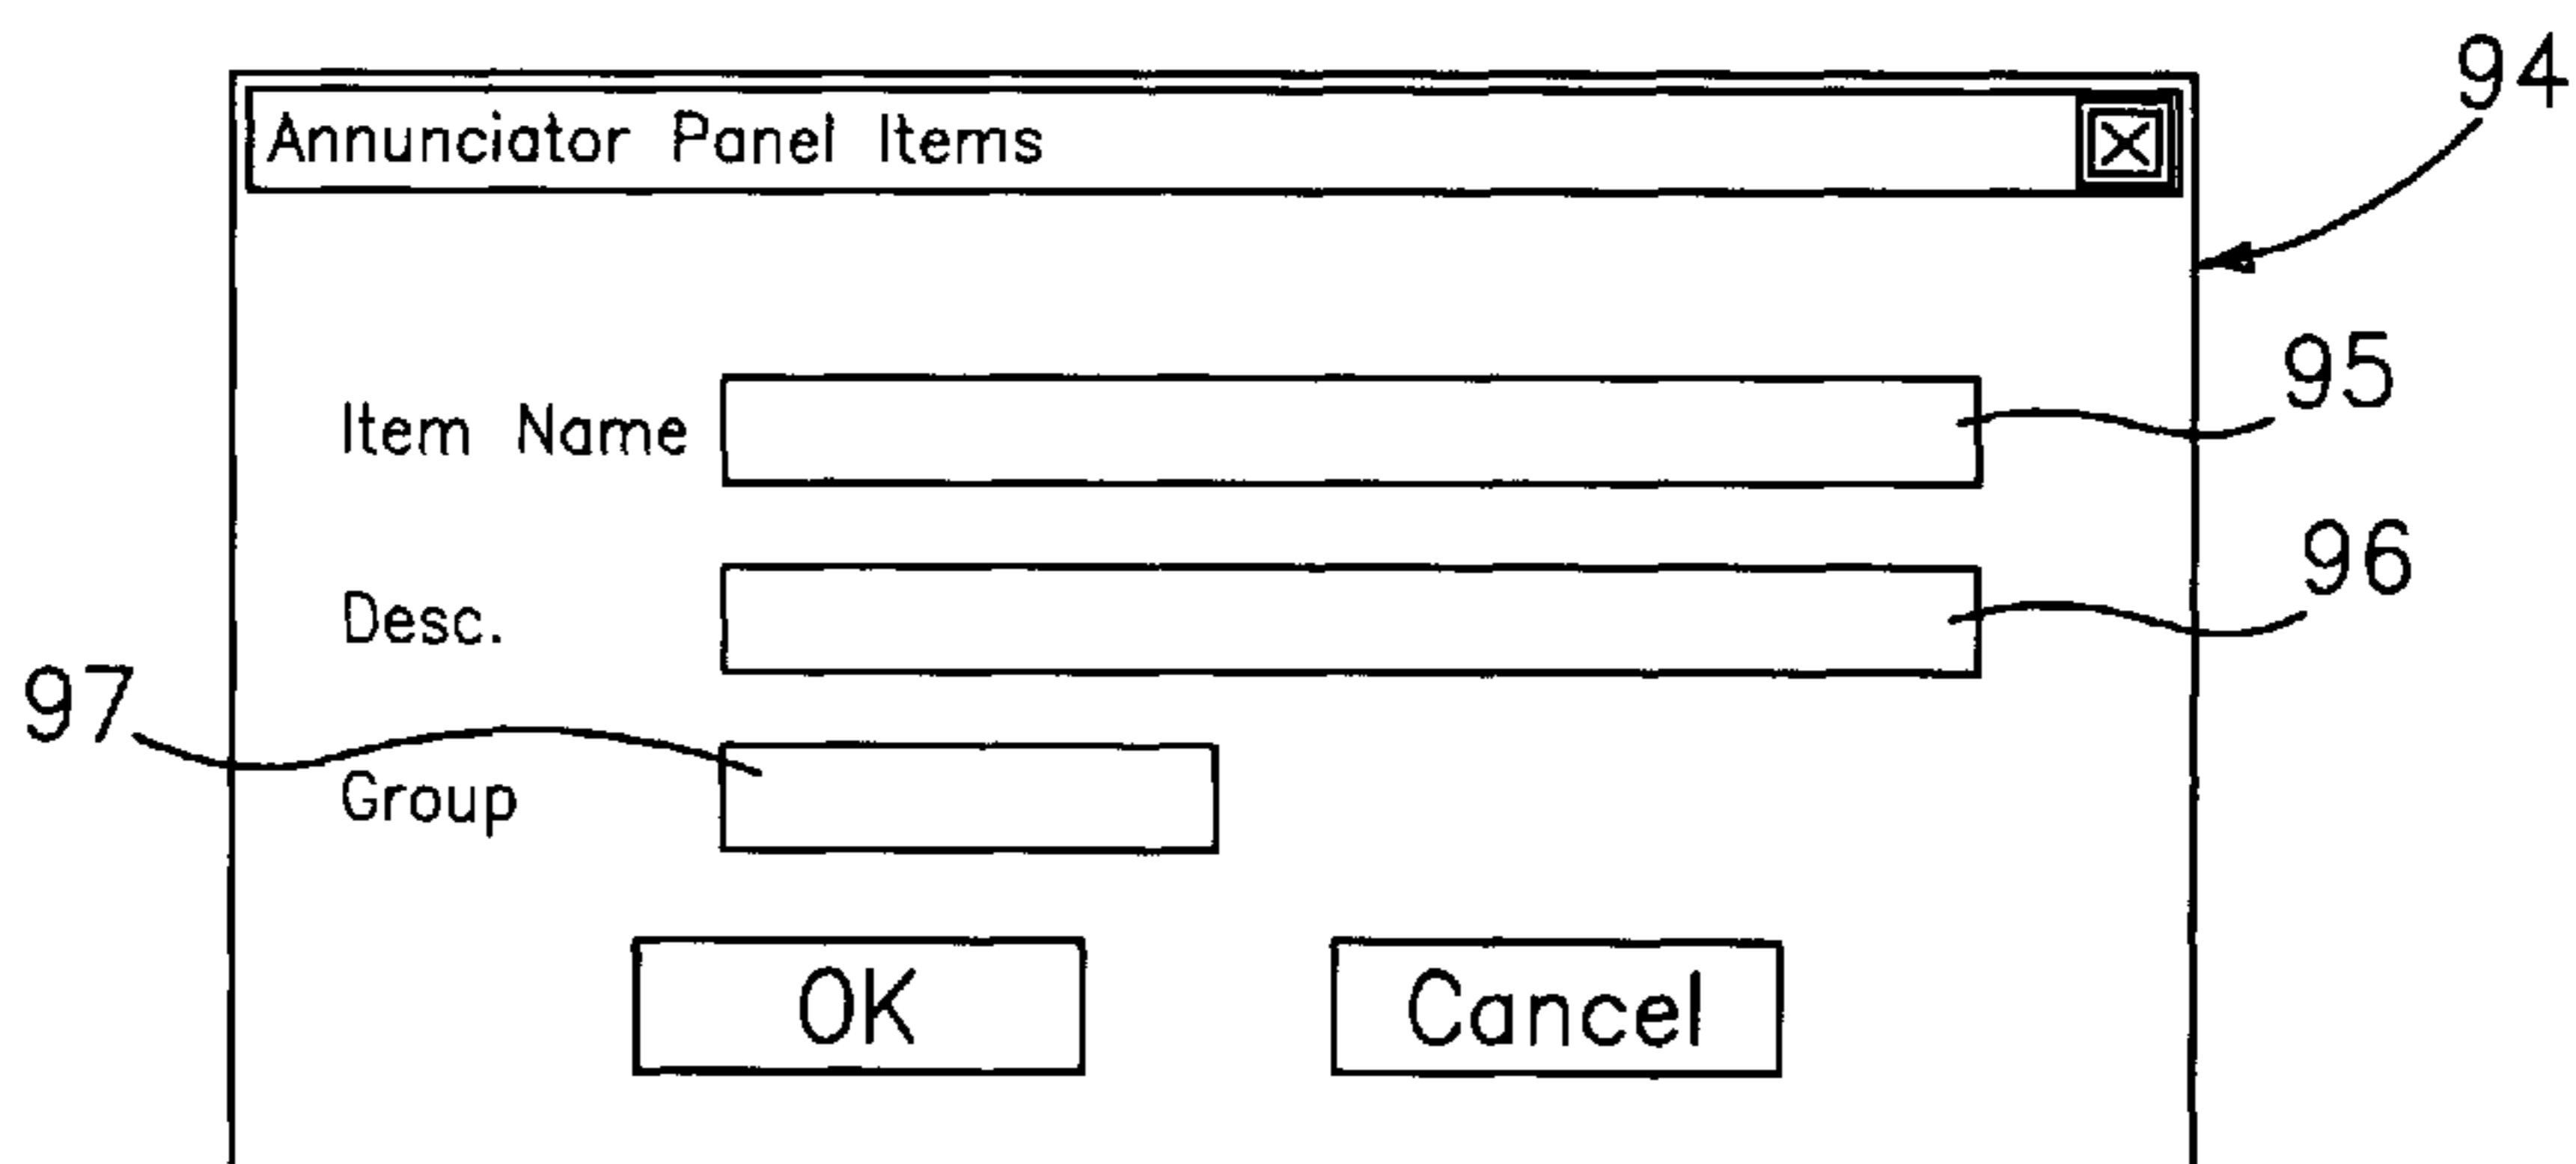 94
Annunciator Panel Items
Item Name
95
Desc.
96
97
Group
OK Cancel